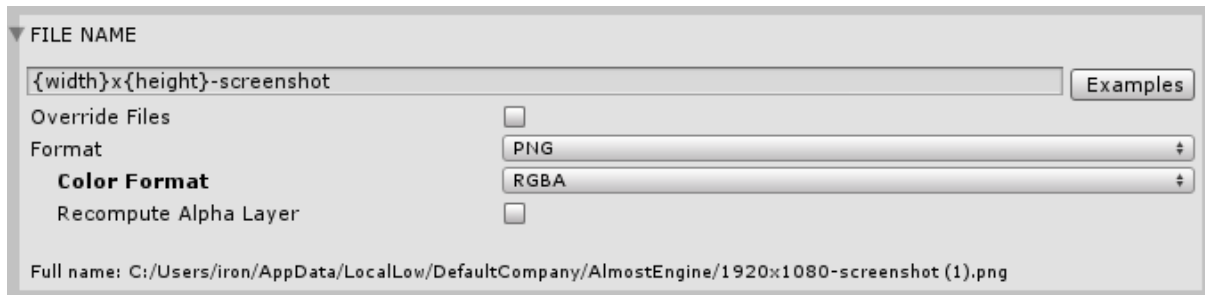 FILE NAME
{width}x{height}-screenshot Examples
Override Files
Format PNG
Color Format RGBA
Recompute Alpha Layer
Full name: C:/Users/iron/AppData/LocalLow/DefaultCompany/AlmostEngine/1920x1080-screenshot (1).png